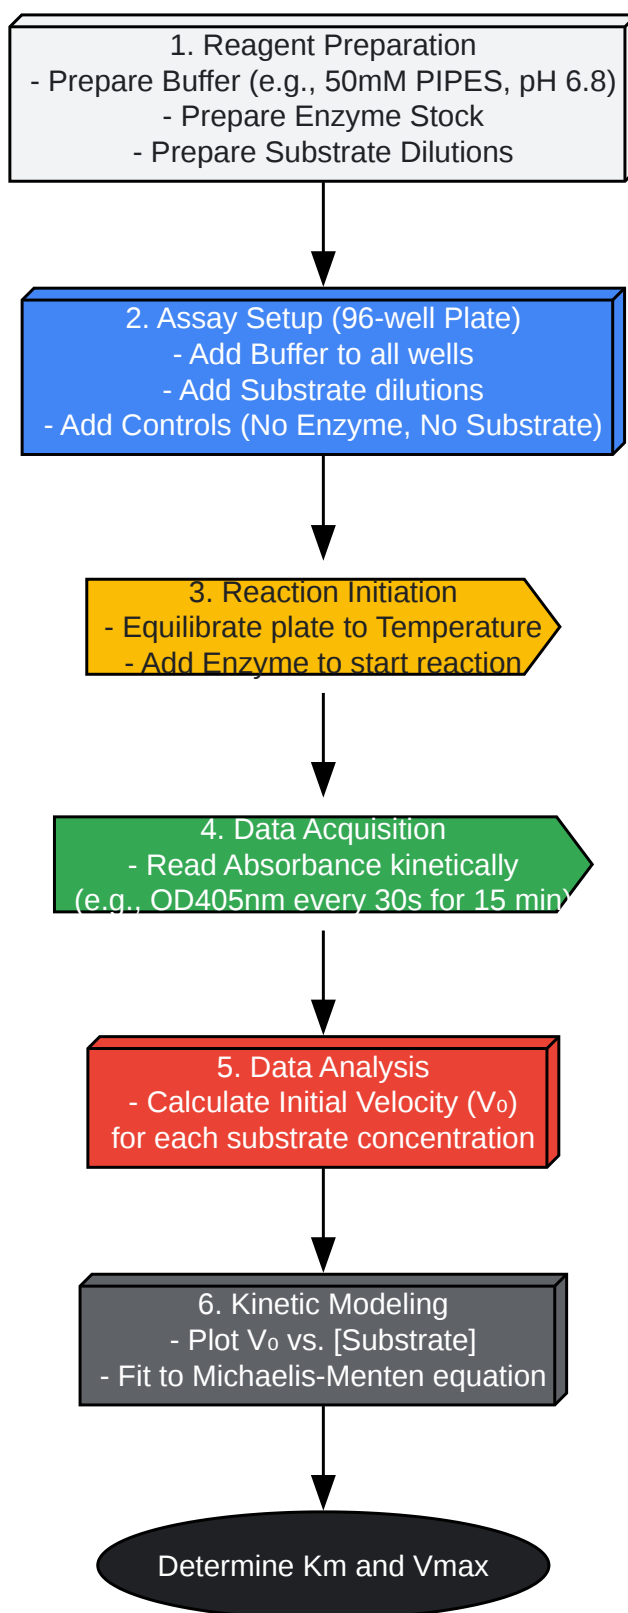 1. Reagent Preparation
- Prepare Buffer (e.g., 50mM PIPES, pH 6.8)
- Prepare Enzyme Stock
- Prepare Substrate Dilutions
2. Assay Setup (96-well Plate)
- Add Buffer to all wells
- Add Substrate dilutions
- Add Controls (No Enzyme, No Substrate)
3. Reaction Initiation
- Equilibrate plate to Temperature
- Add Enzyme to start reaction
4. Data Acquisition
- Read Absorbance kinetically
(e.g., OD405nm every 30s for 15 min)
5. Data Analysis
- Calculate Initial Velocity (V₀)
for each substrate concentration
6. Kinetic Modeling
- Plot V₀ vs. [Substrate]
- Fit to Michaelis-Menten equation
Determine Km and Vmax